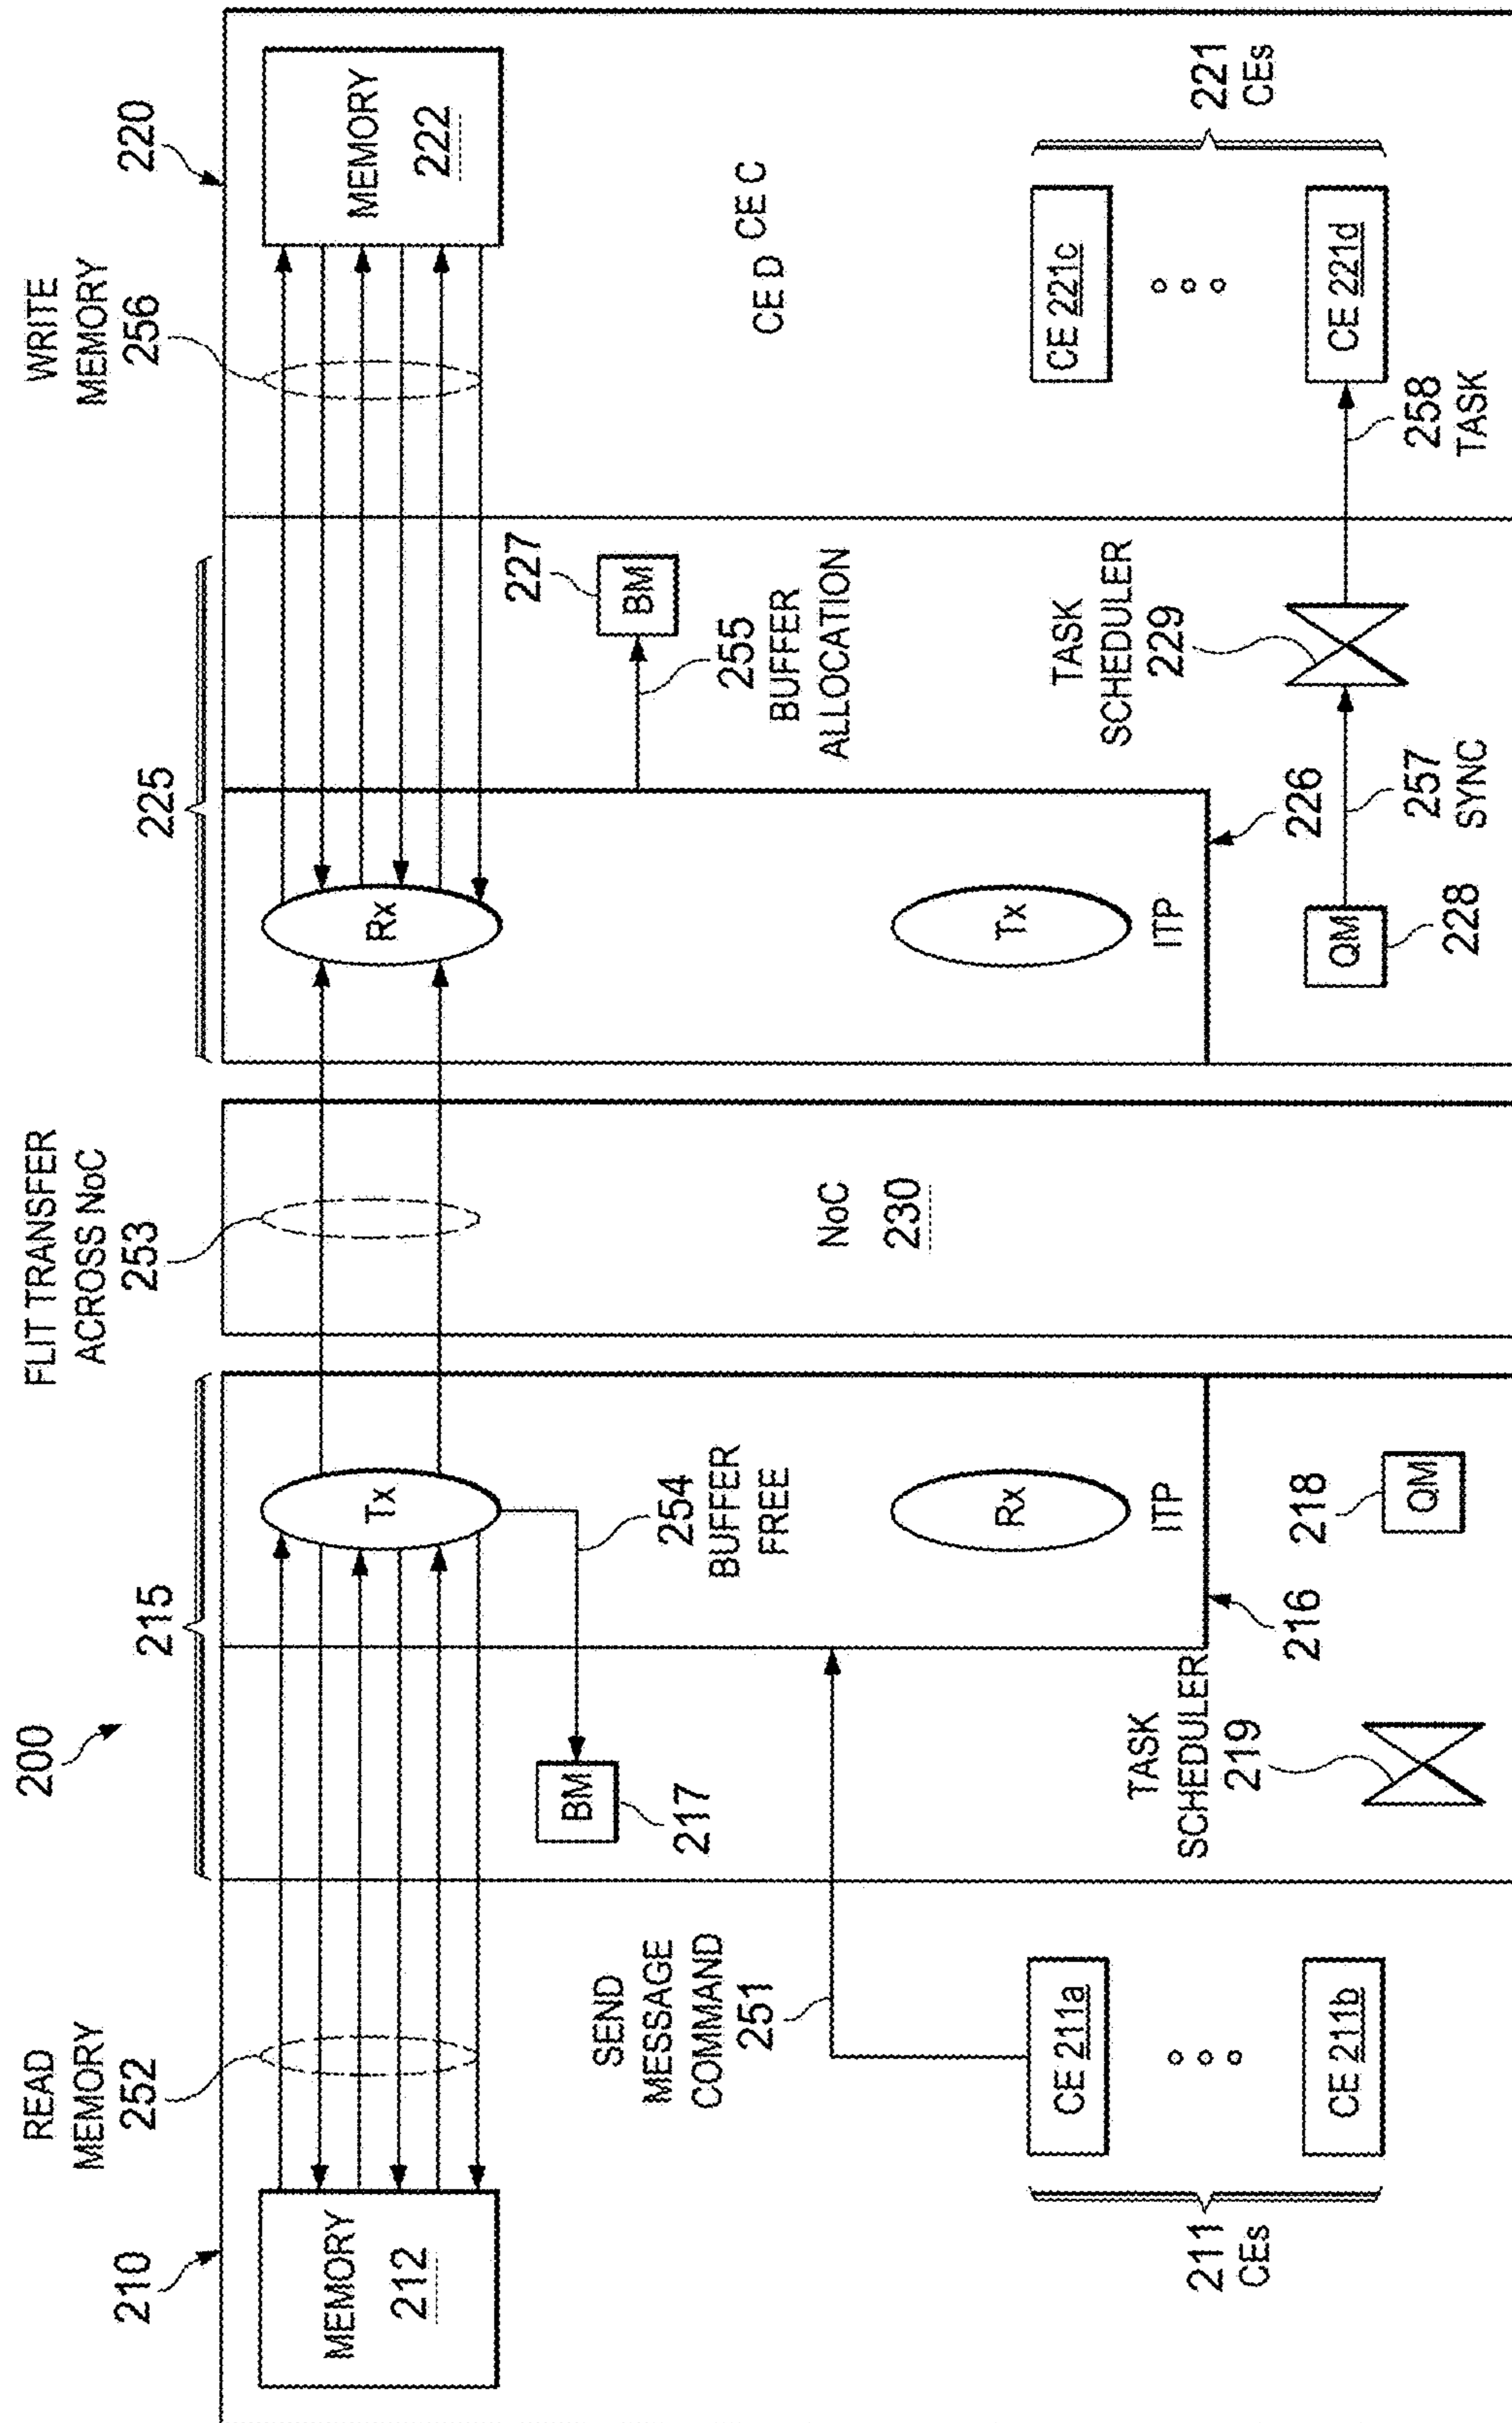 200
210
READ
MEMORY
252
MEMORY
212
SEND
MESSAGE
COMMAND
251
CE 211a
CE 211b
211
CEs
215
Tx
BM
217
254
BUFFER
FREE
Rx
ITP
216
TASK
SCHEDULER
219
218
QM
FLIT TRANSFER
ACROSS NoC
253
NoC
230
225
Rx
227
BM
255
BUFFER
ALLOCATION
Tx
ITP
226
TASK
SCHEDULER
229
QM
228
257
SYNC
WRITE
MEMORY
256
220
MEMORY
222
CE D CE C
CE 221c
CE 221d
221
CEs
258
TASK